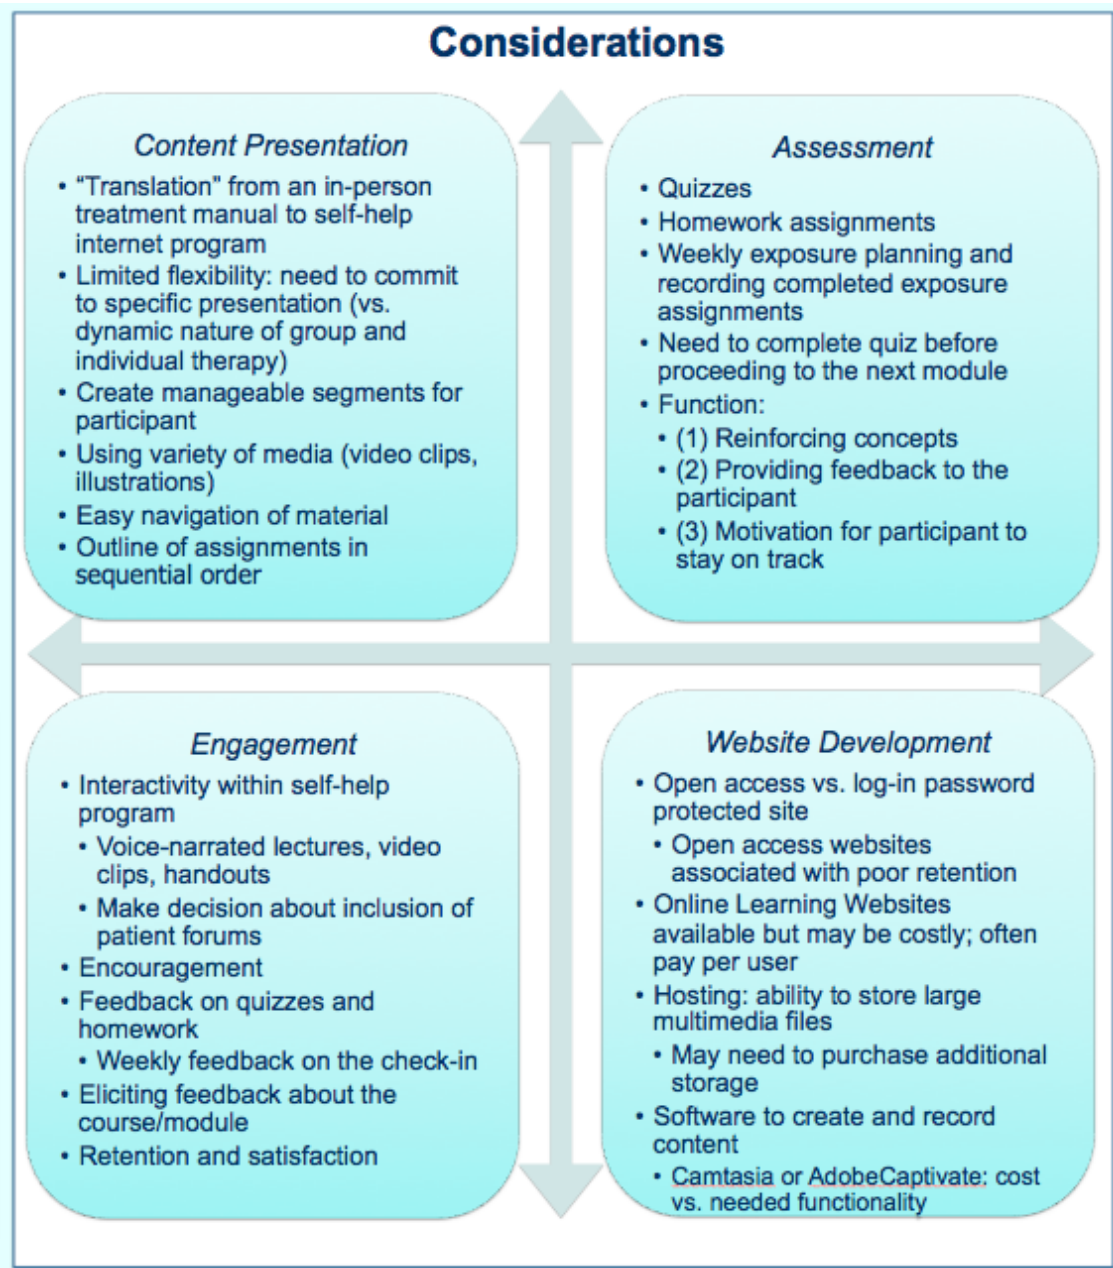 Considerations
Content Presentation
• “Translation” from an in-person
treatment manual to self-help
internet program
• Limited flexibility: need to commit
to specific presentation (vs.
dynamic nature of group and
individual therapy)
• Create manageable segments for
participant
• Using variety of media (video clips,
illustrations)
• Easy navigation of material
• Outline of assignments in
sequential order
Assessment
• Quizzes
• Homework assignments
• Weekly exposure planning and
recording completed exposure
assignments
• Need to complete quiz before
proceeding to the next module
• Function:
• (1) Reinforcing concepts
• (2) Providing feedback to the
participant
• (3) Motivation for participant to
stay on track
Engagement
• Interactivity within self-help
program
• Voice-narrated lectures, video
clips, handouts
• Make decision about inclusion of
patient forums
• Encouragement
• Feedback on quizzes and
homework
• Weekly feedback on the check-in
• Eliciting feedback about the
course/module
• Retention and satisfaction
Website Development
• Open access vs. log-in password
protected site
• Open access websites
associated with poor retention
• Online Learning Websites
available but may be costly; often
pay per user
• Hosting: ability to store large
multimedia files
• May need to purchase additional
storage
• Software to create and record
content
• Camtasia or AdobeCaptivate: cost
vs. needed functionality